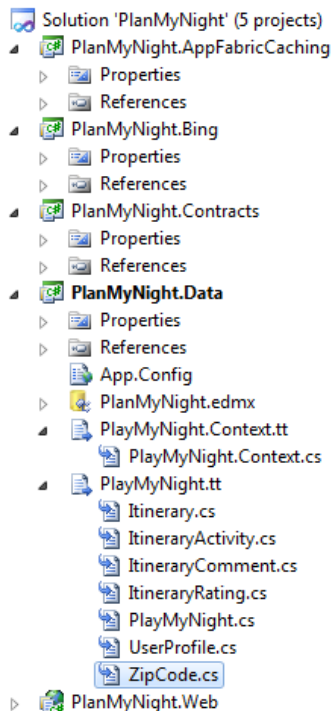 Solution 'PlanMyNight' (5 projects)
PlanMyNight.AppFabricCaching
Properties
References
PlanMyNight.Bing
Properties
References
PlanMyNight.Contracts
Properties
References
PlanMyNight.Data
Properties
References
App.Config
PlanMyNight.edmx
PlayMyNight.Context.tt
PlayMyNight.Context.cs
PlayMyNight.tt
Itinerary.cs
ItineraryActivity.cs
ItineraryComment.cs
ItineraryRating.cs
PlayMyNight.cs
UserProfile.cs
ZipCode.cs
PlanMyNight.Web